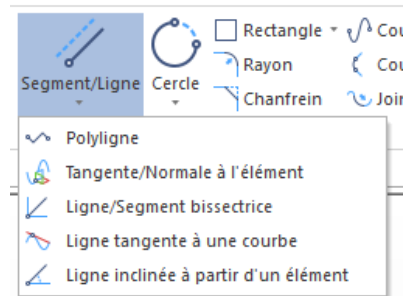 Segment/Ligne
Cercle
Rectangle
Rayon
Chanfrein
Polyligne
Tangente/Normale à l'élément
Ligne/Segment bissectrice
Ligne tangente à une courbe
Ligne inclinée à partir d'un élément